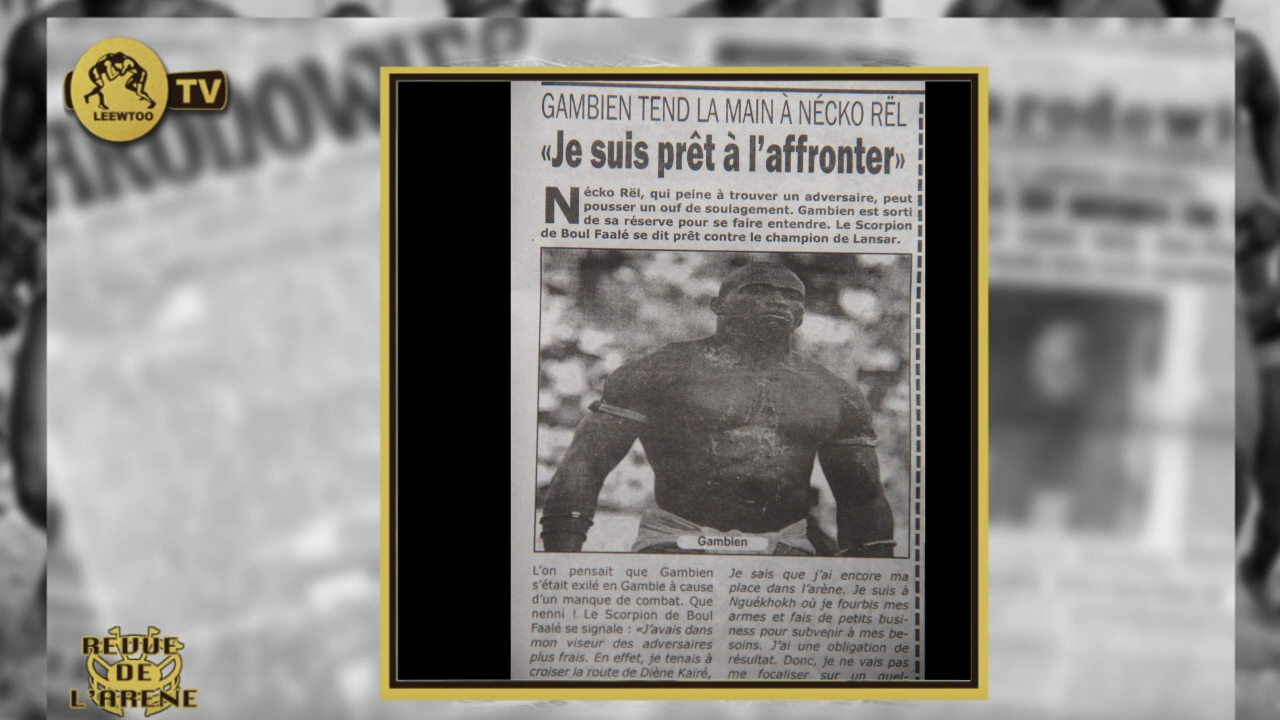 LEEWTOO
TV
GAMBIEN TEND LA MAIN À NÉCKO RËL
«Je suis prêt à l'affronter»
Nécko Rël, qui peine à trouver un adversaire, peut
pousser un ouf de soulagement. Gambien est sorti
de sa réserve pour se faire entendre. Le Scorpion
de Boul Faalé se dit prêt contre le champion de Lansar.
Gambien
L'on pensait que Gambien
s'était exilé en Gambie à cause
d'un manque de combat. Que
nenni ! Le Scorpion de Boul
Faalé se signale : «J'avais dans
mon viseur des adversaires
plus frais. En effet, je tenais à
croiser la route de Diène Kaïré,
Je sais que j'ai encore ma
place dans l'arène. Je suis à
Nguékhokh où je fourbis mes
armes et fais de petits busi-
ness pour subvenir à mes be-
soins. J'ai une obligation de
résultat. Donc, je ne vais pas
me focaliser sur un quel-
REVUE
DE
L'ARENE